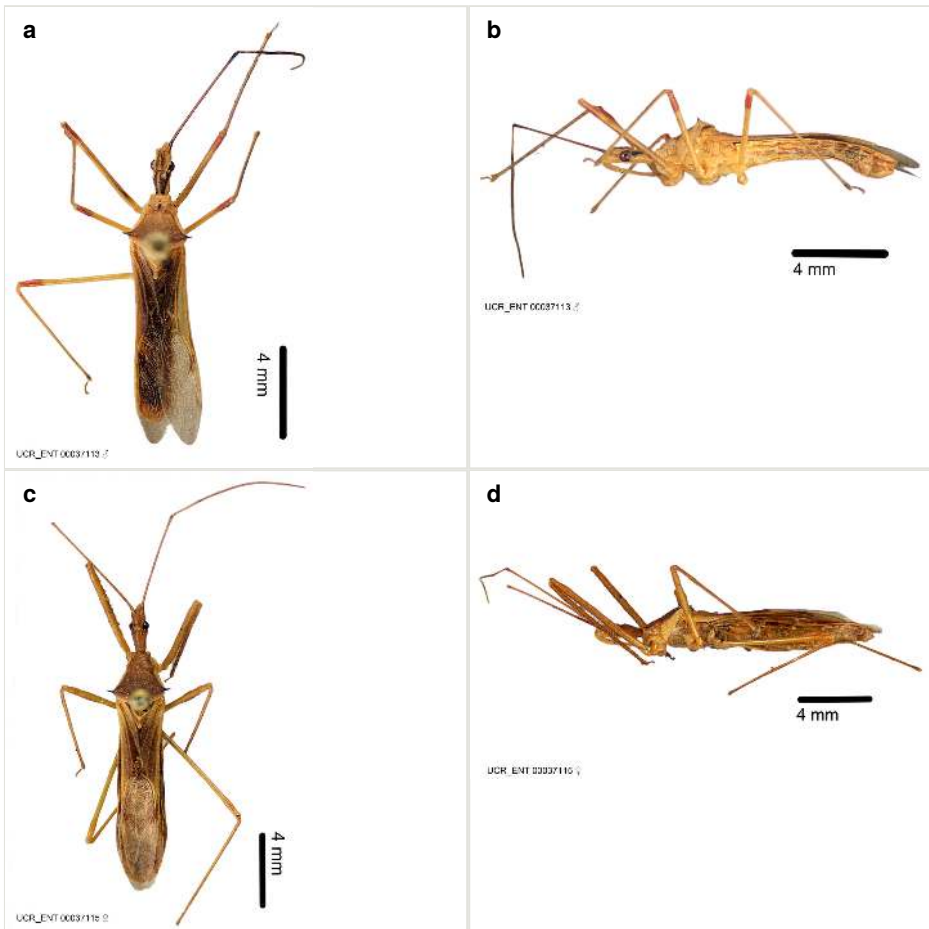 a
b
4 mm
UCR_ENT 00037113 ♂
4 mm
UCR_ENT 00037113 ♂
c
d
4 mm
UCR_ENT 00037115 ♀
4 mm
UCR_ENT 00037115 ♀